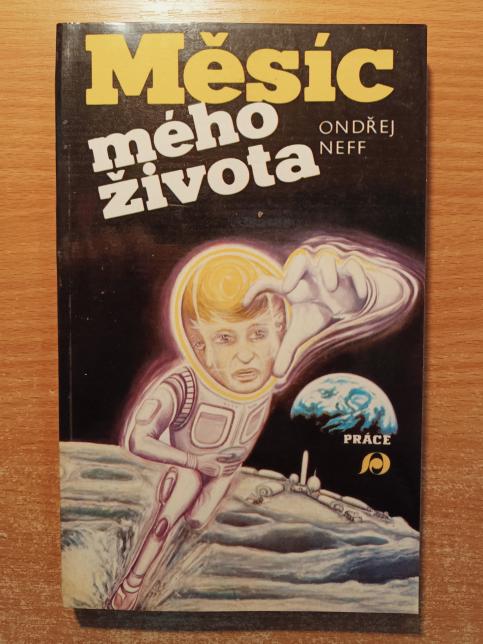 Měsíc
mého
života
ONDŘEJ
NEFF
PRÁCE